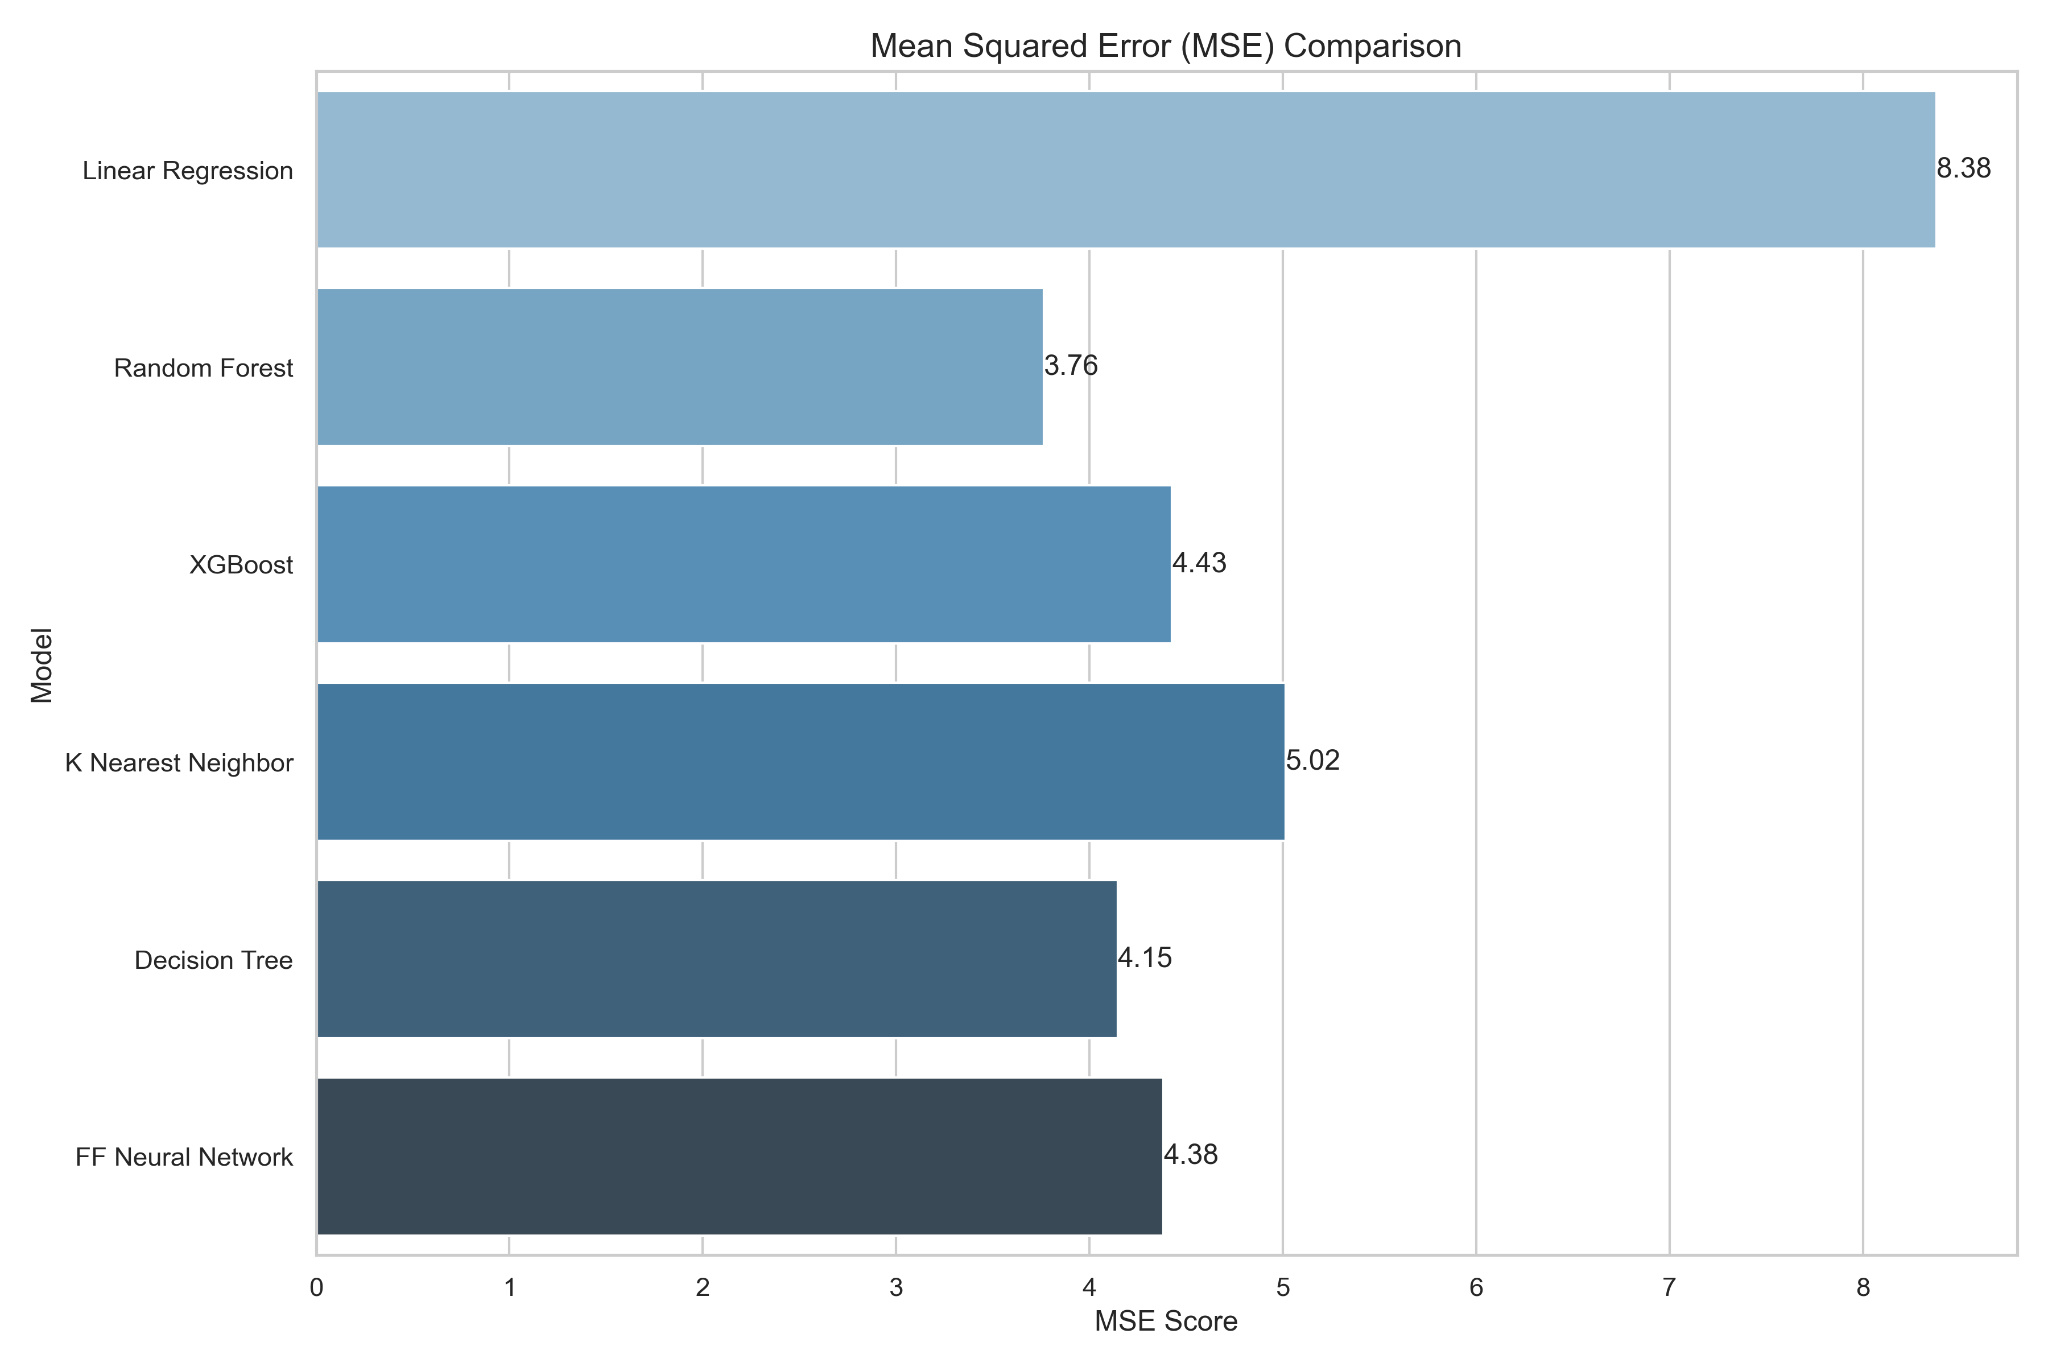 Mean Squared Error (MSE) Comparison
Linear Regression
8.38
Random Forest
3.76
XGBoost
4.43
Model
K Nearest Neighbor
5.02
Decision Tree
4.15
FF Neural Network
4.38
0 1 2 3 4 5 6 7 8
MSE Score